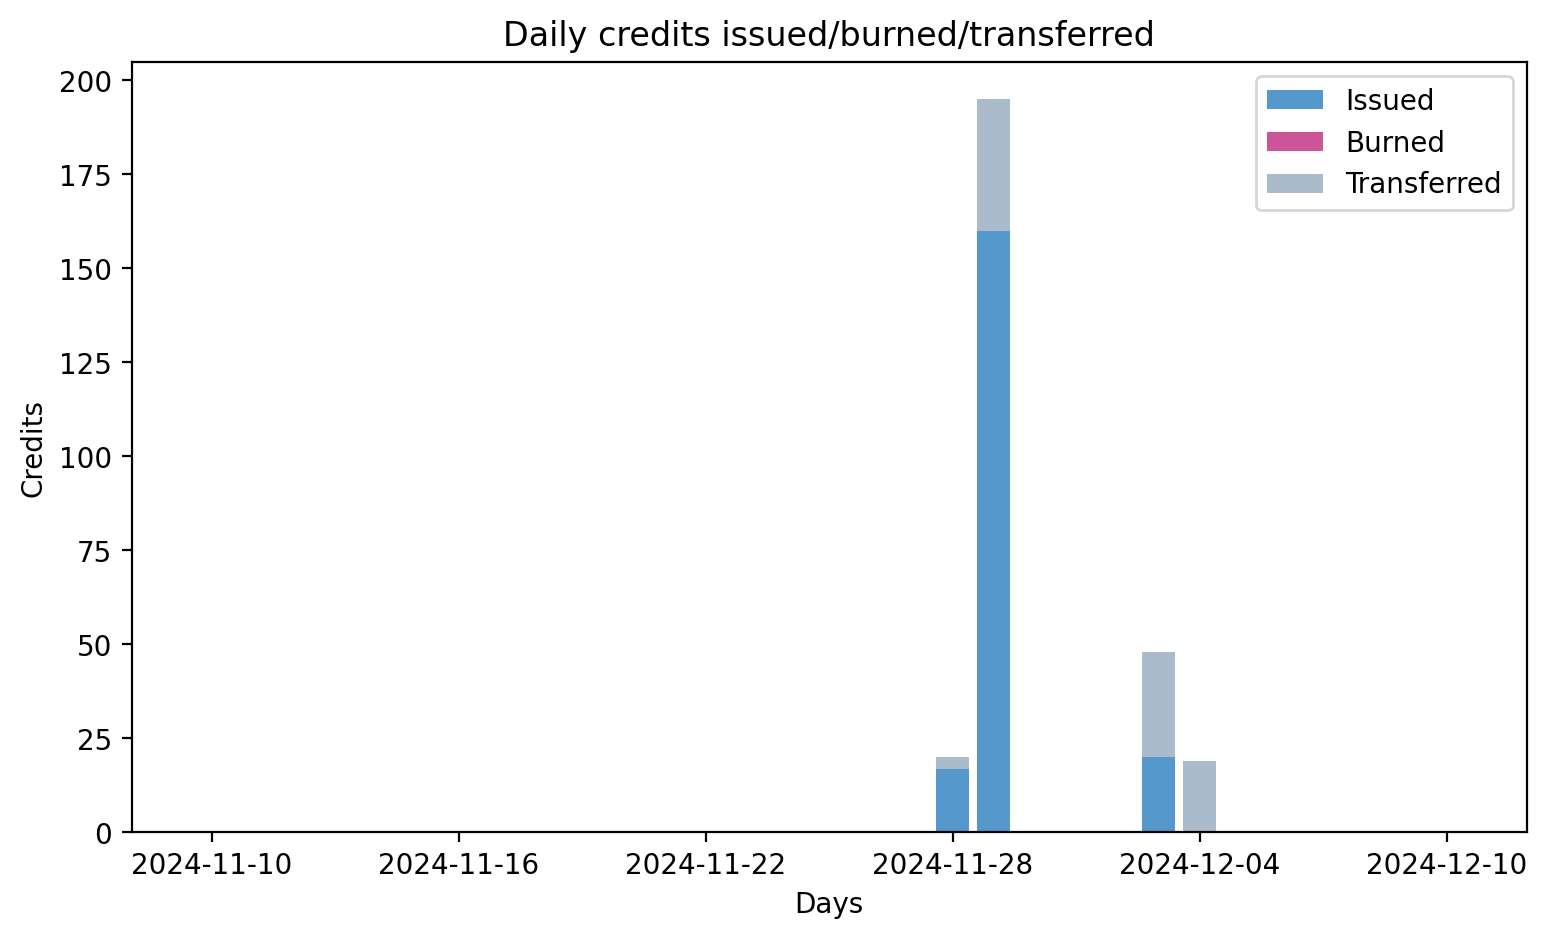 Daily credits issued/burned/transferred
200
175
150
125
100
75
50
25
0
Credits
Issued
Burned
Transferred
2024-11-10 2024-11-16 2024-11-22 2024-11-28 2024-12-04 2024-12-10
Days